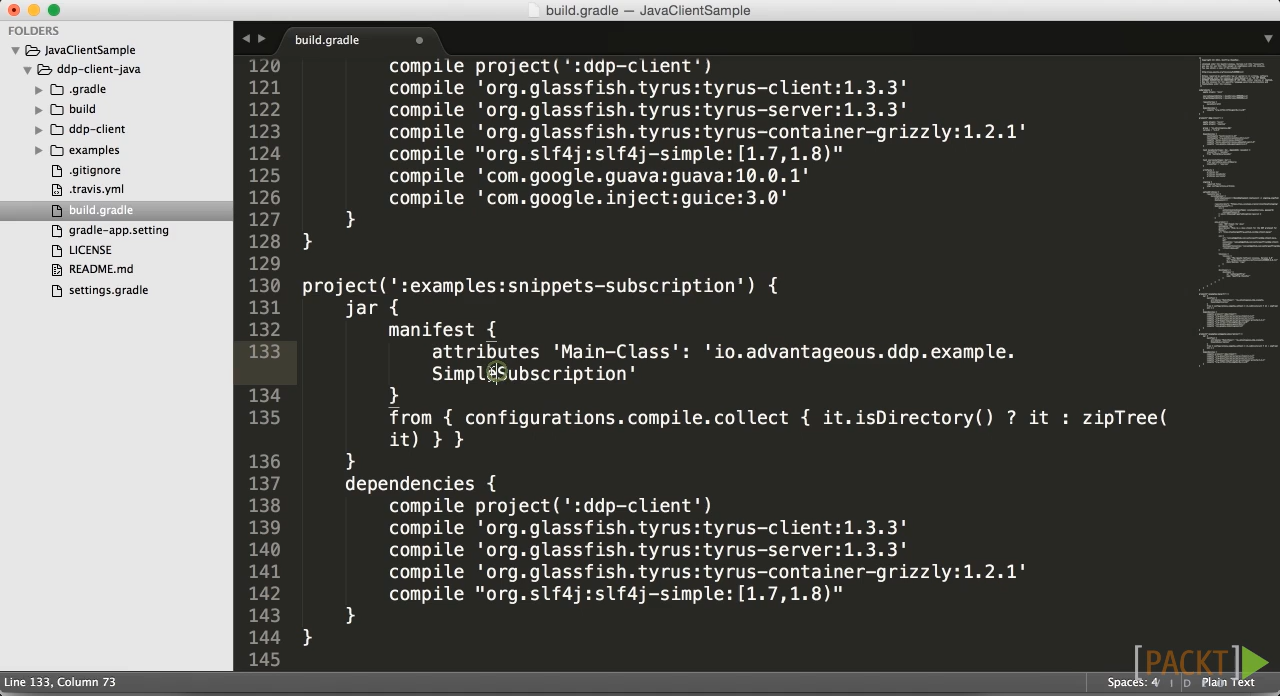 build.gradle — JavaClientSample
FOLDERS
JavaClientSample
ddp-client-java
.gradle
build
ddp-client
examples
.gitignore
.travis.yml
build.gradle
gradle-app.setting
LICENSE
README.md
settings.gradle
build.gradle
120 compile project(':ddp-client')
121 compile 'org.glassfish.tyrus:tyrus-client:1.3.3'
122 compile 'org.glassfish.tyrus:tyrus-server:1.3.3'
123 compile 'org.glassfish.tyrus:tyrus-container-grizzly:1.2.1'
124 compile "org.slf4j:slf4j-simple:[1.7,1.8)"
125 compile 'com.google.guava:guava:10.0.1'
126 compile 'com.google.inject:guice:3.0'
127 }
128 }
129
130 project(':examples:snippets-subscription') {
131 jar {
132 manifest {
133 attributes 'Main-Class': 'io.advantageous.ddp.example.
SimpleSubscription'
134 }
135 from { configurations.compile.collect { it.isDirectory() ? it : zipTree(
it) } }
136 }
137 dependencies {
138 compile project(':ddp-client')
139 compile 'org.glassfish.tyrus:tyrus-client:1.3.3'
140 compile 'org.glassfish.tyrus:tyrus-server:1.3.3'
141 compile 'org.glassfish.tyrus:tyrus-container-grizzly:1.2.1'
142 compile "org.slf4j:slf4j-simple:[1.7,1.8)"
143 }
144 }
145
[PACKT]
Line 133, Column 73
Spaces: 4
Plain Text